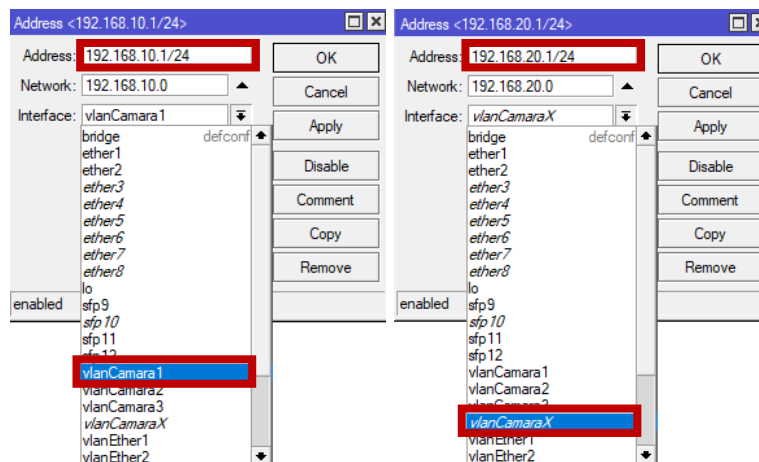 Address <192.168.10.1/24>
Address: 192.168.10.1/24
OK
Network: 192.168.10.0
Cancel
Interface: vlanCamara1
Apply
bridge defconf
ether1
ether2
Disable
ether3
ether4
Comment
ether5
ether6
Copy
ether7
ether8
Remove
lo
sfp9
enabled
sfp10
sfp11
sfp12
vlanCamara1
vlanCamara2
vlanCamara3
vlanCamaraX
vlanEther1
vlanEther2
Address <192.168.20.1/24>
Address: 192.168.20.1/24
OK
Network: 192.168.20.0
Cancel
Interface: vlanCamaraX
Apply
bridge defconf
ether1
ether2
Disable
ether3
ether4
Comment
ether5
ether6
Copy
ether7
ether8
Remove
lo
sfp9
enabled
sfp10
sfp11
sfp12
vlanCamara1
vlanCamara2
vlanCamara3
vlanCamaraX
vlanEther1
vlanEther2